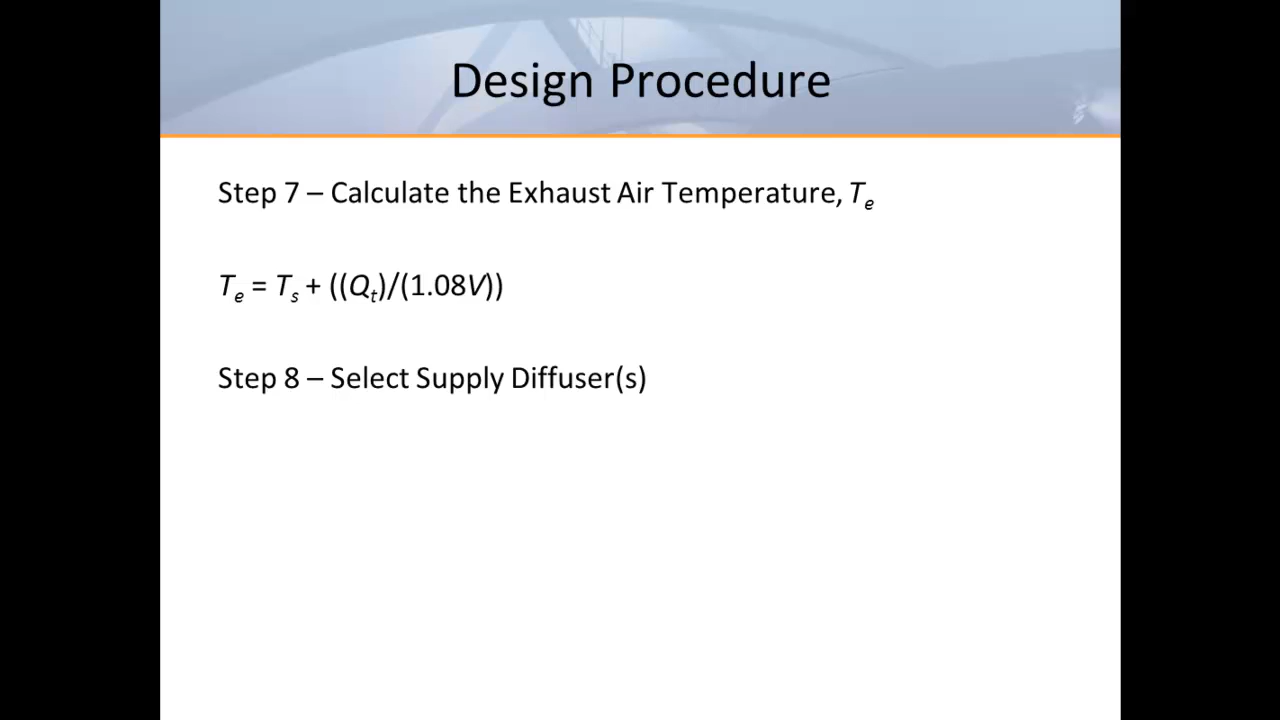 Design Procedure
Step 7 – Calculate the Exhaust Air Temperature, Te
Te = Ts + ((Qt)/(1.08V))
Step 8 – Select Supply Diffuser(s)